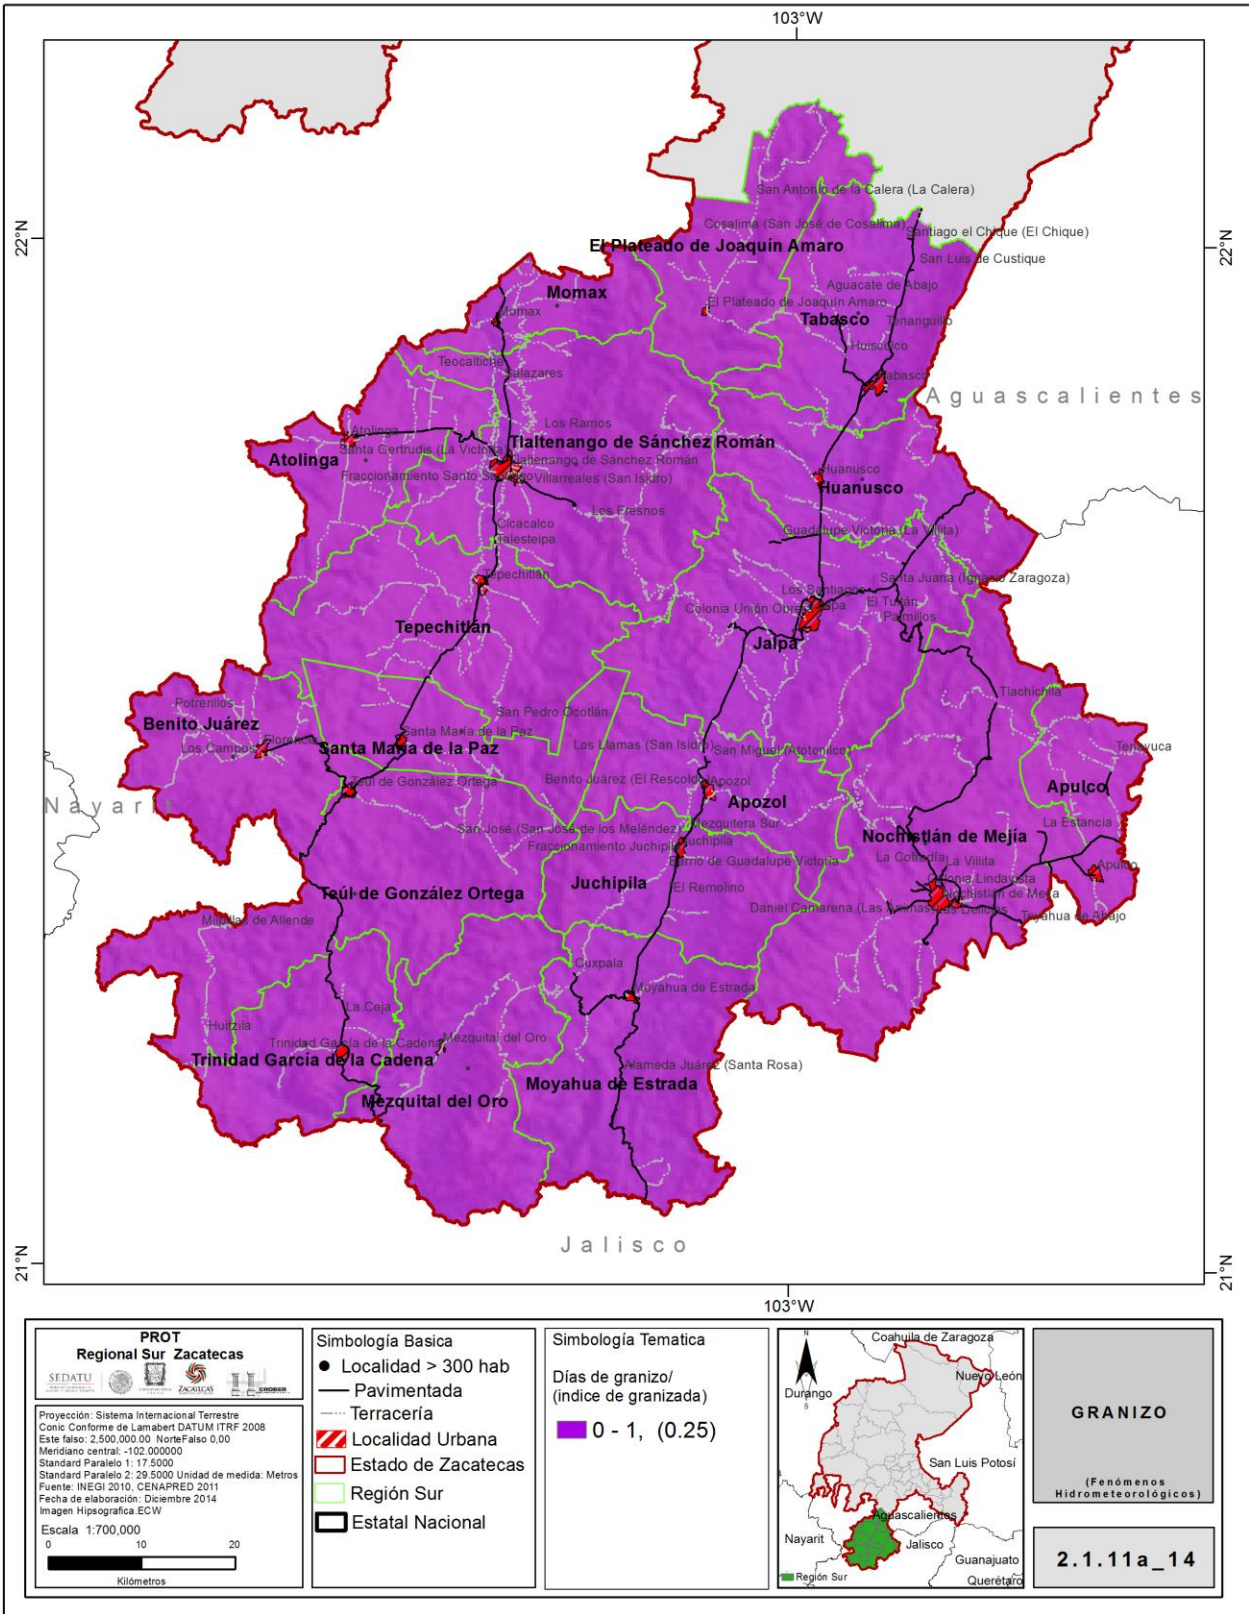 103°W
22°N
22°N
San Antonio de la Calera (La Calera)
Cosalima (San José de Cosalima)
Santiago el Chique (El Chique)
El Plateado de Joaquín Amaro
San Luis de Custique
Aguacate de Abajo
Momax
El Plateado de Joaquín Amaro
Momax
Tabasco
Tenanguillo
Huiscolco
Teocaltiche
Salazares
Tabasco
Aguascalientes
Los Ramos
Atolinga
Tlaltenango de Sánchez Román
Santa Gertrudis (La Victoria)
Atolinga
Tlaltenango de Sánchez Román
Fraccionamiento Santo Santiago
Villarreales (San Isidro)
Huanusco
Huanusco
Los Fresnos
Cicacalco
Talesteipa
Guadalupe Victoria (La Villita)
Tepechitlán
Santa Juana (Ignacio Zaragoza)
Los Santiagos
Colonia Unión Obrera
Jalpa
El Tuitán
Palmillos
Tepechitlán
Jalpa
Tlachichila
Potrerillos
San Pedro Ocotlán
Benito Juárez
Florencia
Santa María de la Paz
Los Campos
Santa María de la Paz
Los Llamas (San Isidro)
San Miguel (Atotonilco)
Tenayuca
Teúl de González Ortega
Benito Juárez (El Rescoldo)
Apozol
Apulco
Nayarit
Apozol
San José (San José de los Meléndez)
Mezquitera Sur
La Estancia
Fraccionamiento Juchipila
Juchipila
Nochistlán de Mejía
Barrio de Guadalupe Victoria
La Cofradía
La Villita
Apulco
Juchipila
El Remolino
Colonia Lindavista
Teúl de González Ortega
Nochistlán de Mejía
Daniel Camarena (Las Ánimas)
Las Delicias
Milpillas de Allende
Toyahua de Abajo
Cuxpala
Moyahua de Estrada
La Ceja
Huitzila
Trinidad García de la Cadena
Mezquital del Oro
Trinidad García de la Cadena
Alameda Juárez (Santa Rosa)
Moyahua de Estrada
Mezquital del Oro
Jalisco
21°N
21°N
103°W
PROT
Regional Sur Zacatecas
SEDATU
ZACATECAS
CROBER
Proyección: Sistema Internacional Terrestre
Conic Conforme de Lamabert DATUM ITRF 2008
Este falso: 2,500,000.00 NorteFalso 0,00
Meridiano central: -102.000000
Standard Paralelo 1: 17.5000
Standard Paralelo 2: 29.5000 Unidad de medida: Metros
Fuente: INEGI 2010, CENAPRED 2011
Fecha de elaboración: Diciembre 2014
Imagen Hipsografica.ECW
Escala 1:700,000
0 10 20
Kilómetros
Simbología Basica
Localidad > 300 hab
Pavimentada
Terracería
Localidad Urbana
Estado de Zacatecas
Región Sur
Estatal Nacional
Simbología Tematica
Días de granizo/
(indice de granizada)
0 - 1, (0.25)
Coahuila de Zaragoza
Nuevo León
Durango
San Luis Potosí
Aguascalientes
Nayarit
Jalisco
Guanajuato
Región Sur
Querétaro
GRANIZO
(Fenómenos
Hidrometeorológicos)
2.1.11a_14